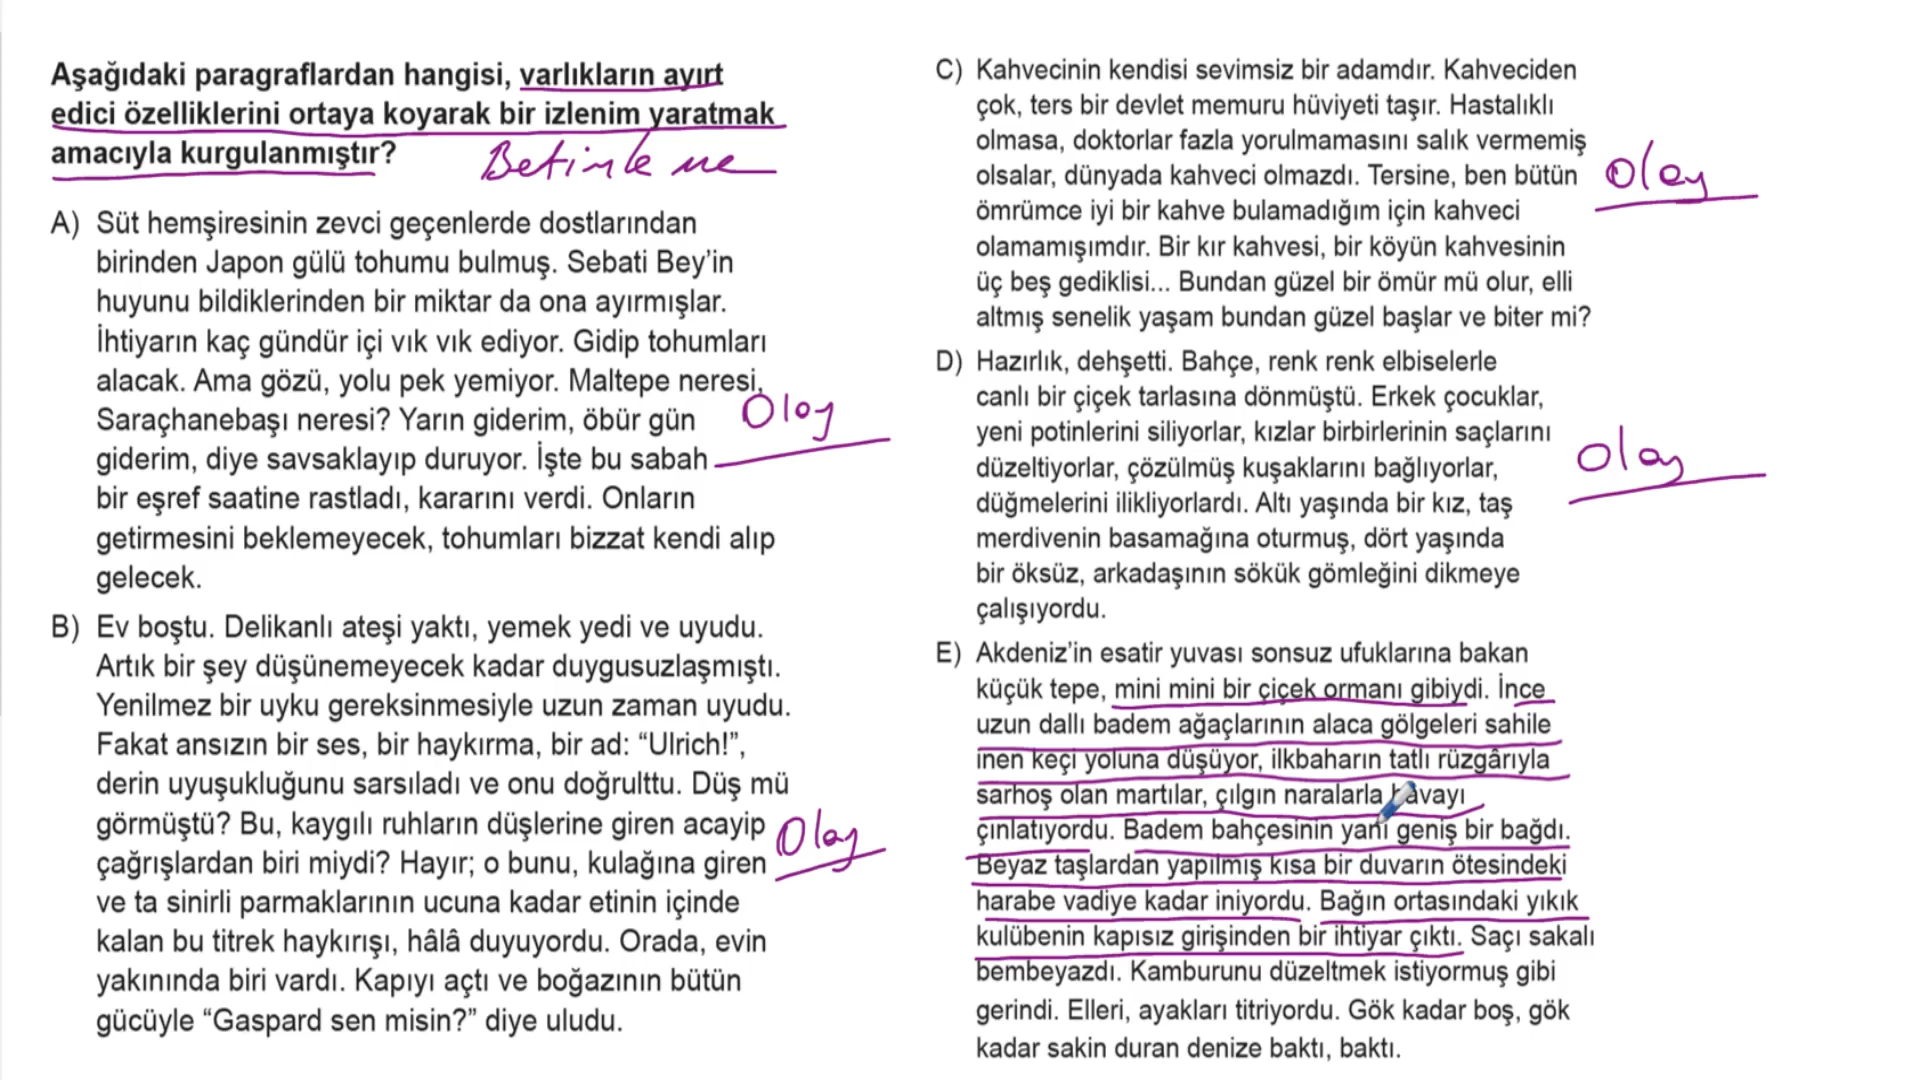 Aşağıdaki paragraflardan hangisi, varlıkların ayırt
edici özelliklerini ortaya koyarak bir izlenim yaratmak
amacıyla kurgulanmıştır?
Betimleme
A) Süt hemşiresinin zevci geçenlerde dostlarından
birinden Japon gülü tohumu bulmuş. Sebati Bey’in
huyunu bildiklerinden bir miktar da ona ayırmışlar.
İhtiyarın kaç gündür içi vık vık ediyor. Gidip tohumları
alacak. Ama gözü, yolu pek yemiyor. Maltepe neresi,
Saraçhanebaşı neresi? Yarın giderim, öbür gün
giderim, diye savsaklayıp duruyor. İşte bu sabah
bir eşref saatine rastladı, kararını verdi. Onların
getirmesini beklemeyecek, tohumları bizzat kendi alıp
gelecek.
Olay
B) Ev boştu. Delikanlı ateşi yaktı, yemek yedi ve uyudu.
Artık bir şey düşünemeyecek kadar duygusuzlaşmıştı.
Yenilmez bir uyku gereksinmesiyle uzun zaman uyudu.
Fakat ansızın bir ses, bir haykırma, bir ad: “Ulrich!”,
derin uyuşukluğunu sarsıladı ve onu doğrulttu. Düş mü
görmüştü? Bu, kaygılı ruhların düşlerine giren acayip
çağrışlardan biri miydi? Hayır; o bunu, kulağına giren
ve ta sinirli parmaklarının ucuna kadar etinin içinde
kalan bu titrek haykırışı, hâlâ duyuyordu. Orada, evin
yakınında biri vardı. Kapıyı açtı ve boğazının bütün
gücüyle “Gaspard sen misin?” diye uludu.
Olay
C) Kahvecinin kendisi sevimsiz bir adamdır. Kahveciden
çok, ters bir devlet memuru hüviyeti taşır. Hastalıklı
olmasa, doktorlar fazla yorulmamasını salık vermemiş
olsalar, dünyada kahveci olmazdı. Tersine, ben bütün
ömrümce iyi bir kahve bulamadığım için kahveci
olamamışımdır. Bir kır kahvesi, bir köyün kahvesinin
üç beş gediklisi... Bundan güzel bir ömür mü olur, elli
altmış senelik yaşam bundan güzel başlar ve biter mi?
Olay
D) Hazırlık, dehşetti. Bahçe, renk renk elbiselerle
canlı bir çiçek tarlasına dönmüştü. Erkek çocuklar,
yeni potinlerini siliyorlar, kızlar birbirlerinin saçlarını
düzeltiyorlar, çözülmüş kuşaklarını bağlıyorlar,
düğmelerini ilikliyorlardı. Altı yaşında bir kız, taş
merdivenin basamağına oturmuş, dört yaşında
bir öksüz, arkadaşının sökük gömleğini dikmeye
çalışıyordu.
Olay
E) Akdeniz’in esatir yuvası sonsuz ufuklarına bakan
küçük tepe, mini mini bir çiçek ormanı gibiydi. İnce
uzun dallı badem ağaçlarının alaca gölgeleri sahile
inen keçi yoluna düşüyor, ilkbaharın tatlı rüzgârıyla
sarhoş olan martılar, çılgın naralarla havayı
çınlatıyordu. Badem bahçesinin yanı geniş bir bağdı.
Beyaz taşlardan yapılmış kısa bir duvarın ötesindeki
harabe vadiye kadar iniyordu. Bağın ortasındaki yıkık
kulübenin kapısız girişinden bir ihtiyar çıktı. Saçı sakalı
bembeyazdı. Kamburunu düzeltmek istiyormuş gibi
gerindi. Elleri, ayakları titriyordu. Gök kadar boş, gök
kadar sakin duran denize baktı, baktı.